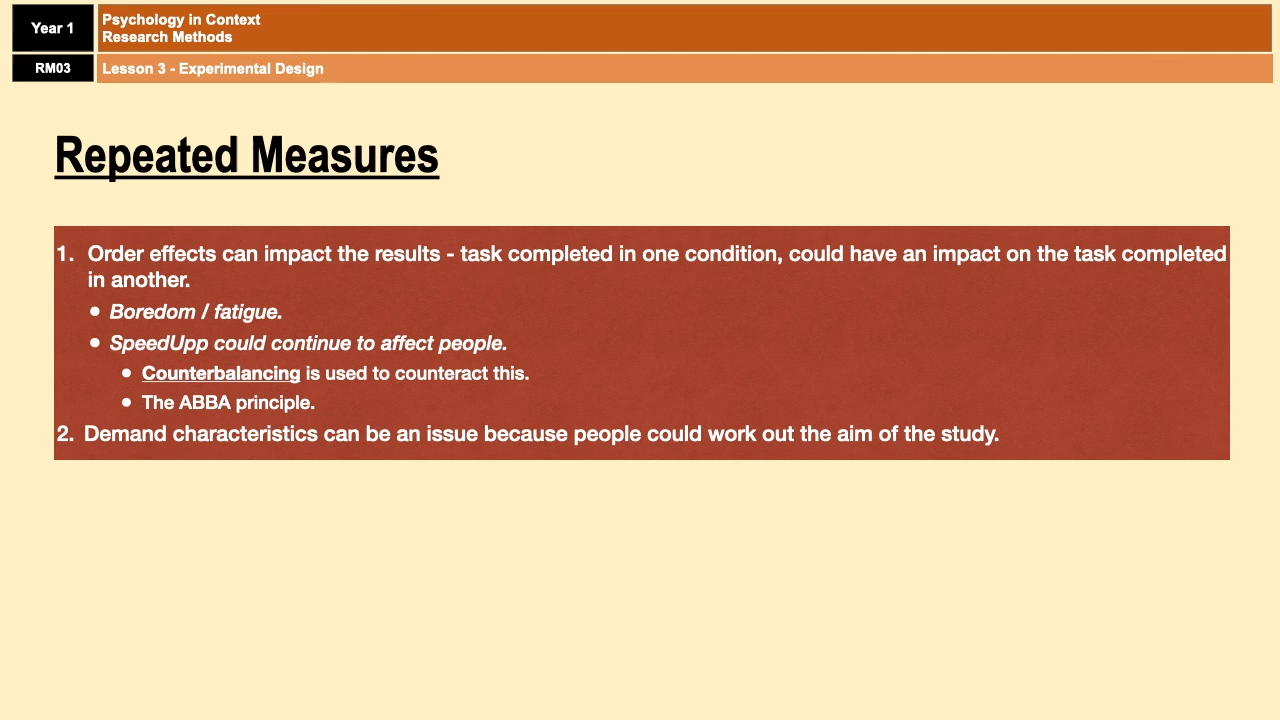 Year 1
Psychology in Context
Research Methods
RM03
Lesson 3 - Experimental Design
Repeated Measures
1. Order effects can impact the results - task completed in one condition, could have an impact on the task completed
in another.
• Boredom / fatigue.
• SpeedUpp could continue to affect people.
• Counterbalancing is used to counteract this.
• The ABBA principle.
2. Demand characteristics can be an issue because people could work out the aim of the study.